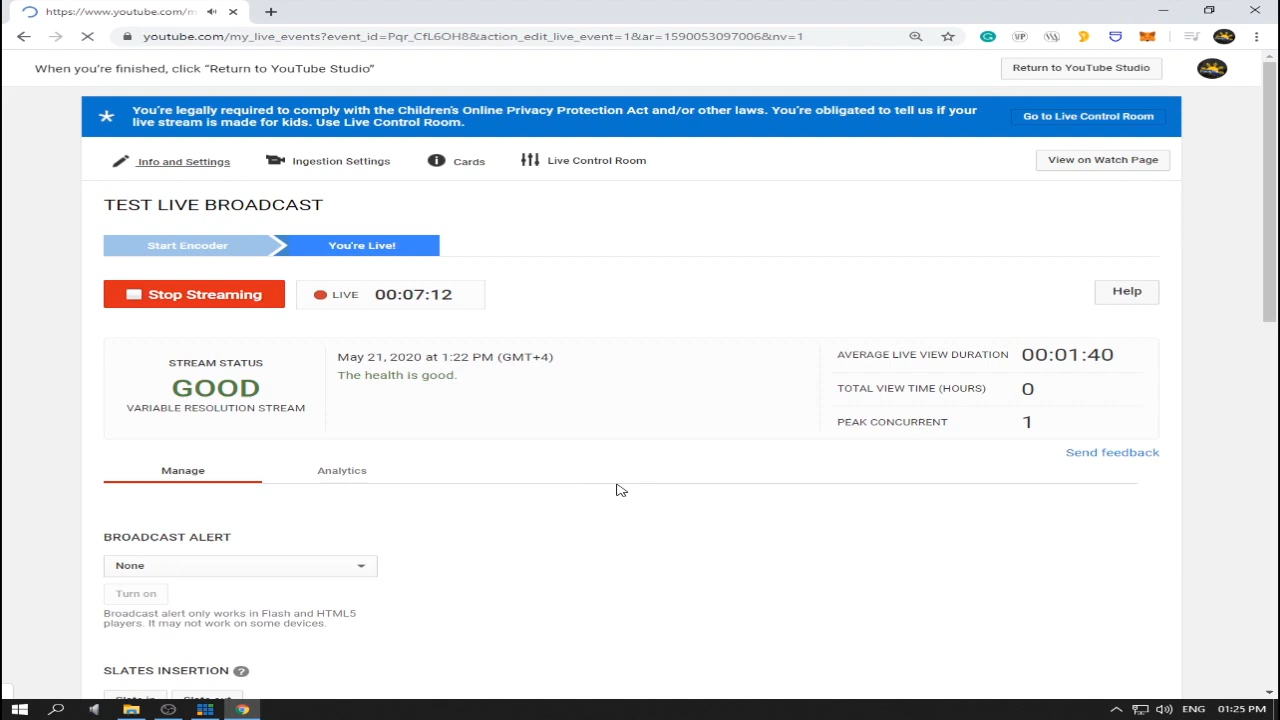 https://www.youtube.com/m
youtube.com/my_live_events?event_id=Pqr_CfL6OH8&action_edit_live_event=1&ar=1590053097006&nv=1
When you're finished, click "Return to YouTube Studio"
Return to YouTube Studio
You're legally required to comply with the Children's Online Privacy Protection Act and/or other laws. You're obligated to tell us if your
live stream is made for kids. Use Live Control Room.
Go to Live Control Room
Info and Settings
Ingestion Settings
Cards
Live Control Room
View on Watch Page
TEST LIVE BROADCAST
Start Encoder
You're Live!
Stop Streaming
LIVE 00:07:12
Help
STREAM STATUS
GOOD
VARIABLE RESOLUTION STREAM
May 21, 2020 at 1:22 PM (GMT+4)
The health is good.
AVERAGE LIVE VIEW DURATION 00:01:40
TOTAL VIEW TIME (HOURS) 0
PEAK CONCURRENT 1
Send feedback
Manage
Analytics
BROADCAST ALERT
None
Turn on
Broadcast alert only works in Flash and HTML5
players. It may not work on some devices.
SLATES INSERTION ?
Slate in
Slate out
ENG
01:25 PM